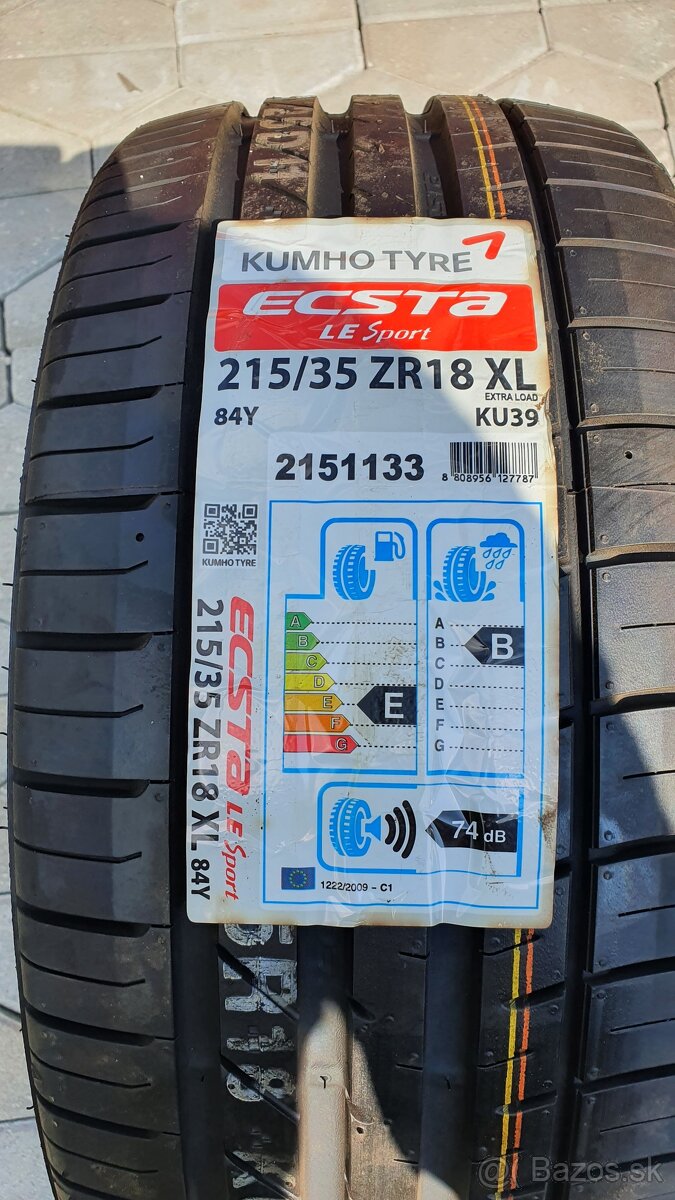 KUMHO TYRE
ECSTA
LE Sport
215/35 ZR18 XL
EXTRA LOAD
84Y KU39
2151133
8 808956 127787
KUMHO TYRE
ECSTA LE Sport
215/35 ZR18 XL 84Y
A
B
C
D
E
F
G
E
A
B
C
D
E
F
G
B
74 dB
1222/2009 - C1
Bazos.sk